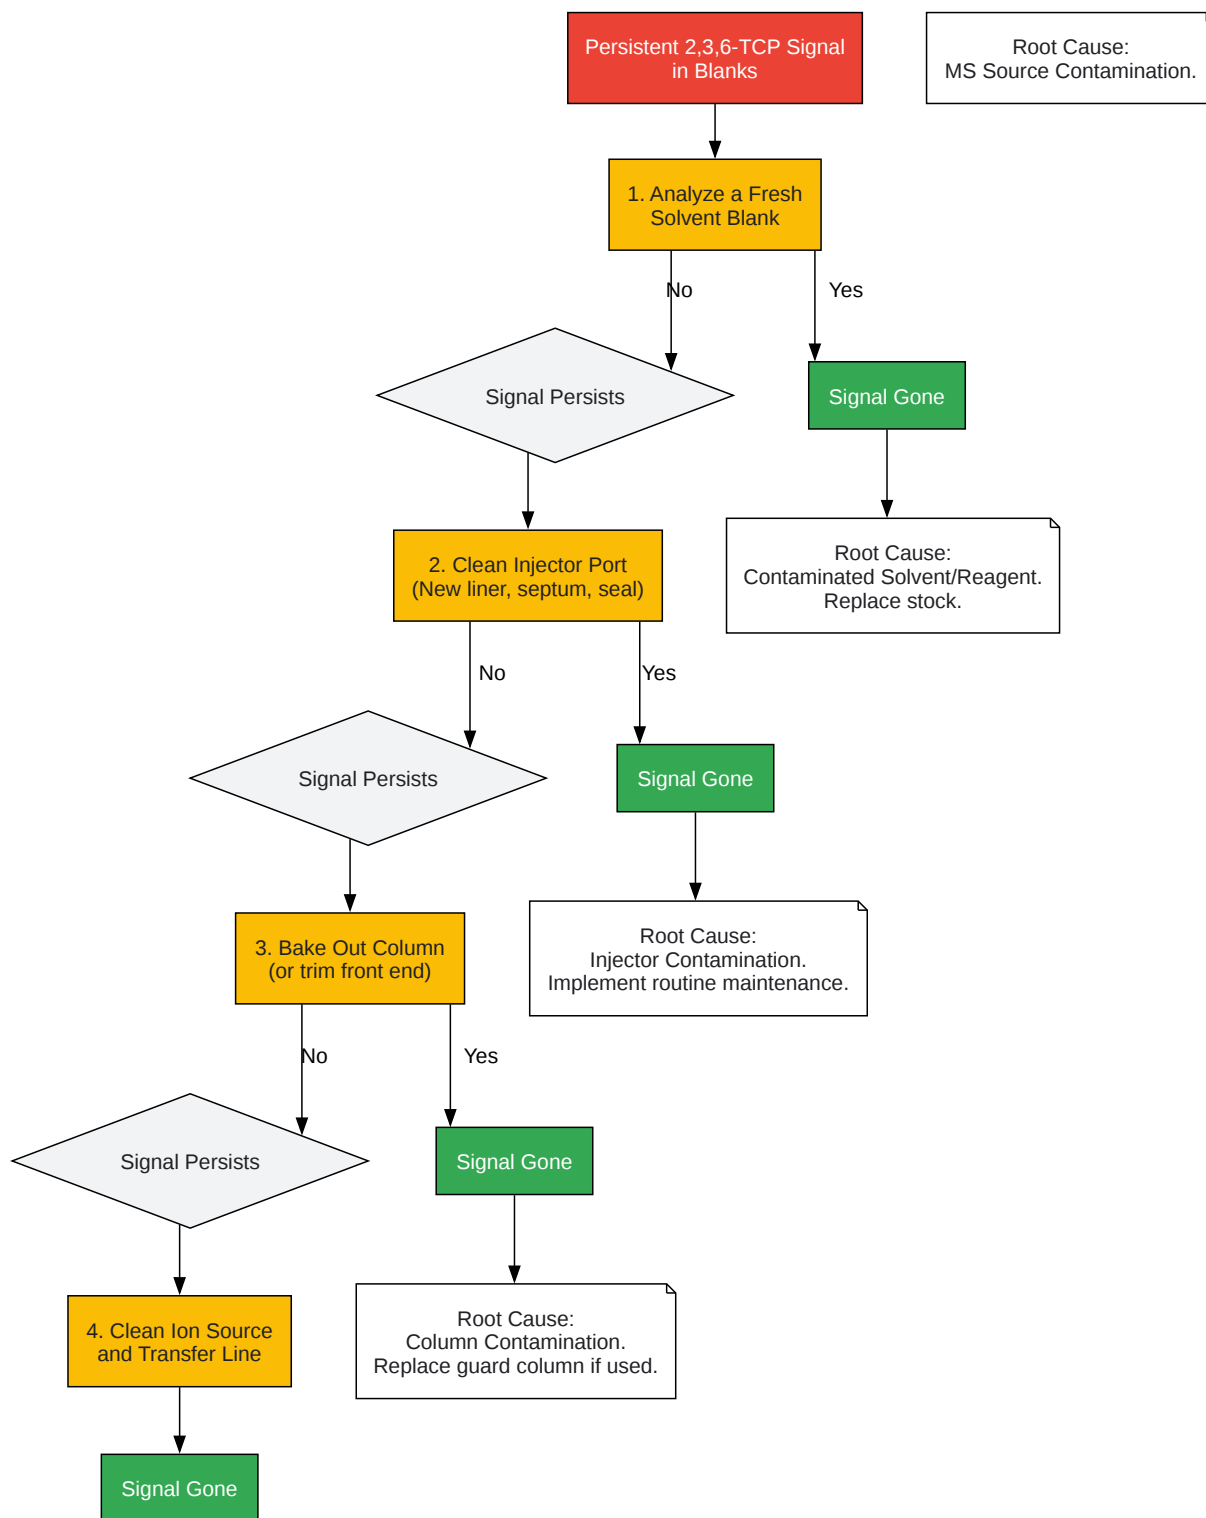 Persistent 2,3,6-TCP Signal
in Blanks
Root Cause:
MS Source Contamination.
1. Analyze a Fresh
Solvent Blank
No
Yes
Signal Persists
Signal Gone
2. Clean Injector Port
(New liner, septum, seal)
Root Cause:
Contaminated Solvent/Reagent.
Replace stock.
No
Yes
Signal Persists
Signal Gone
3. Bake Out Column
(or trim front end)
Root Cause:
Injector Contamination.
Implement routine maintenance.
No
Yes
Signal Persists
Signal Gone
4. Clean Ion Source
and Transfer Line
Root Cause:
Column Contamination.
Replace guard column if used.
Signal Gone